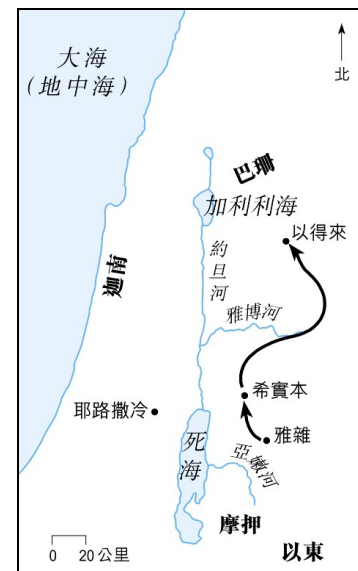 大海
(地中海)
北
巴珊
加利利海
以得來
約旦河
迦南
雅博河
希實本
耶路撒冷
雅雜
死海
亞嫩河
摩押
以東
0 20公里